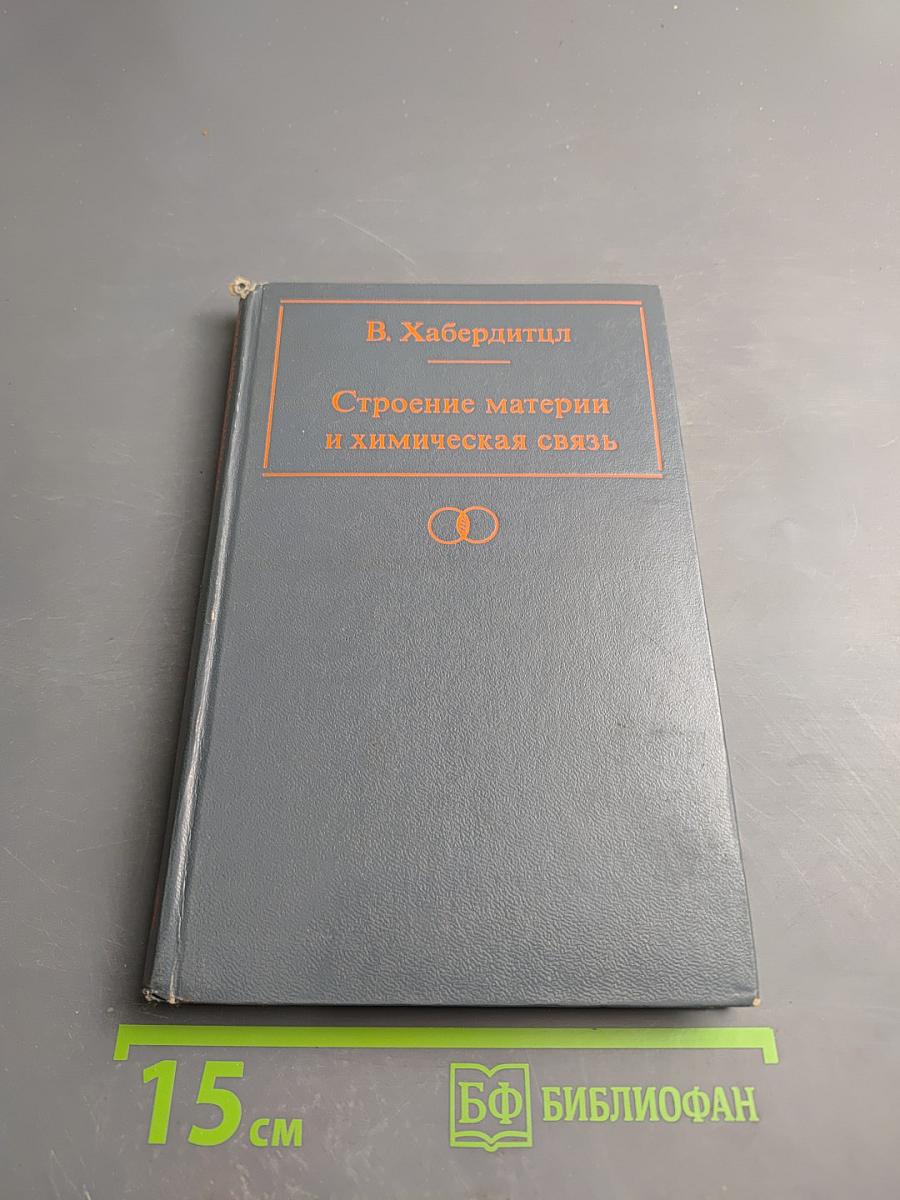 В. Хабердитцл
Строение материи
и химическая связь
15 см
БФ БИБЛИОФАН